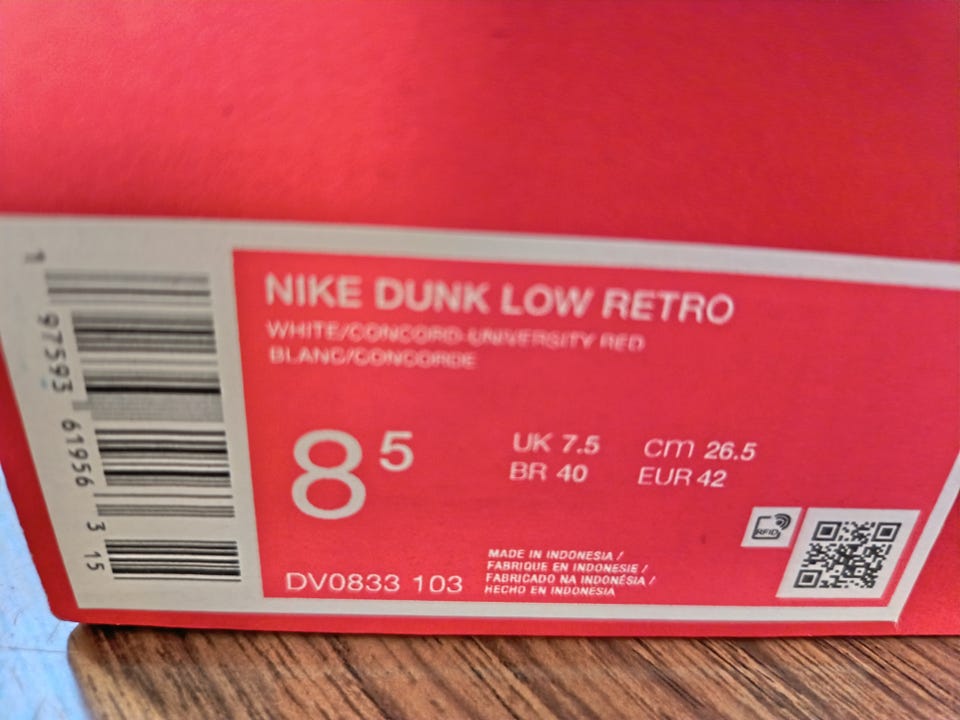 NIKE DUNK LOW RETRO
WHITE/CONCORD-UNIVERSITY RED
BLANC/CONCORDE
8 5
UK 7.5 cm 26.5
BR 40 EUR 42
RFID
MADE IN INDONESIA /
FABRIQUE EN INDONESIE /
FABRICADO NA INDONÉSIA /
HECHO EN INDONESIA
DV0833 103
1 97593 61956 3 15